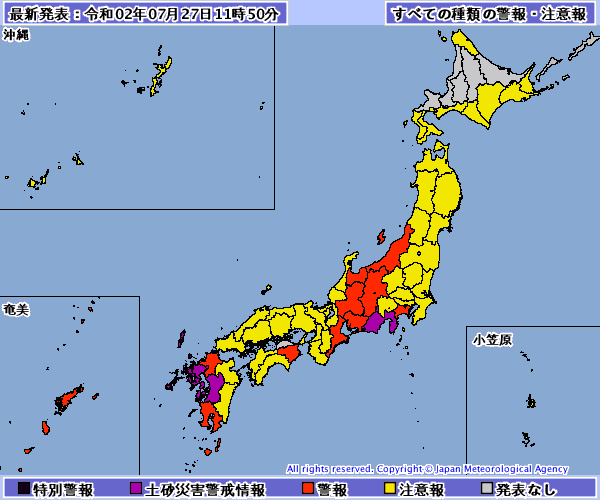 最新発表：令和02年07月27日11時50分
すべての種類の警報・注意報
沖縄
奄美
小笠原
All rights reserved. Copyright © Japan Meteorological Agency
特別警報 土砂災害警戒情報 警報 注意報 発表なし